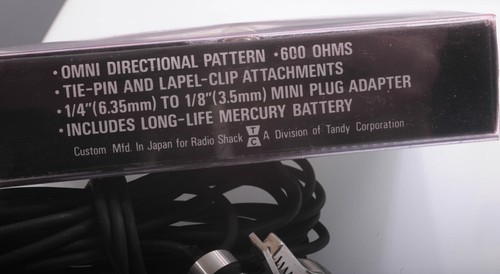 • OMNI DIRECTIONAL PATTERN • 600 OHMS
• TIE-PIN AND LAPEL-CLIP ATTACHMENTS
• 1/4"(6.35mm) TO 1/8"(3.5mm) MINI PLUG ADAPTER
• INCLUDES LONG-LIFE MERCURY BATTERY
Custom Mfd. In Japan for Radio Shack TC A Division of Tandy Corporation